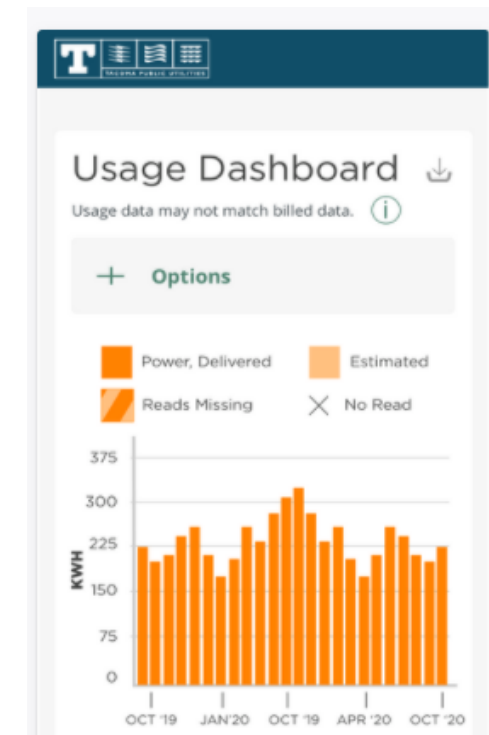 T
TACOMA PUBLIC UTILITIES
Usage Dashboard
Usage data may not match billed data. i
+ Options
Power, Delivered Estimated
Reads Missing No Read
375
300
225
150
75
0
KWH
OCT '19 JAN'20 OCT '19 APR '20 OCT '20